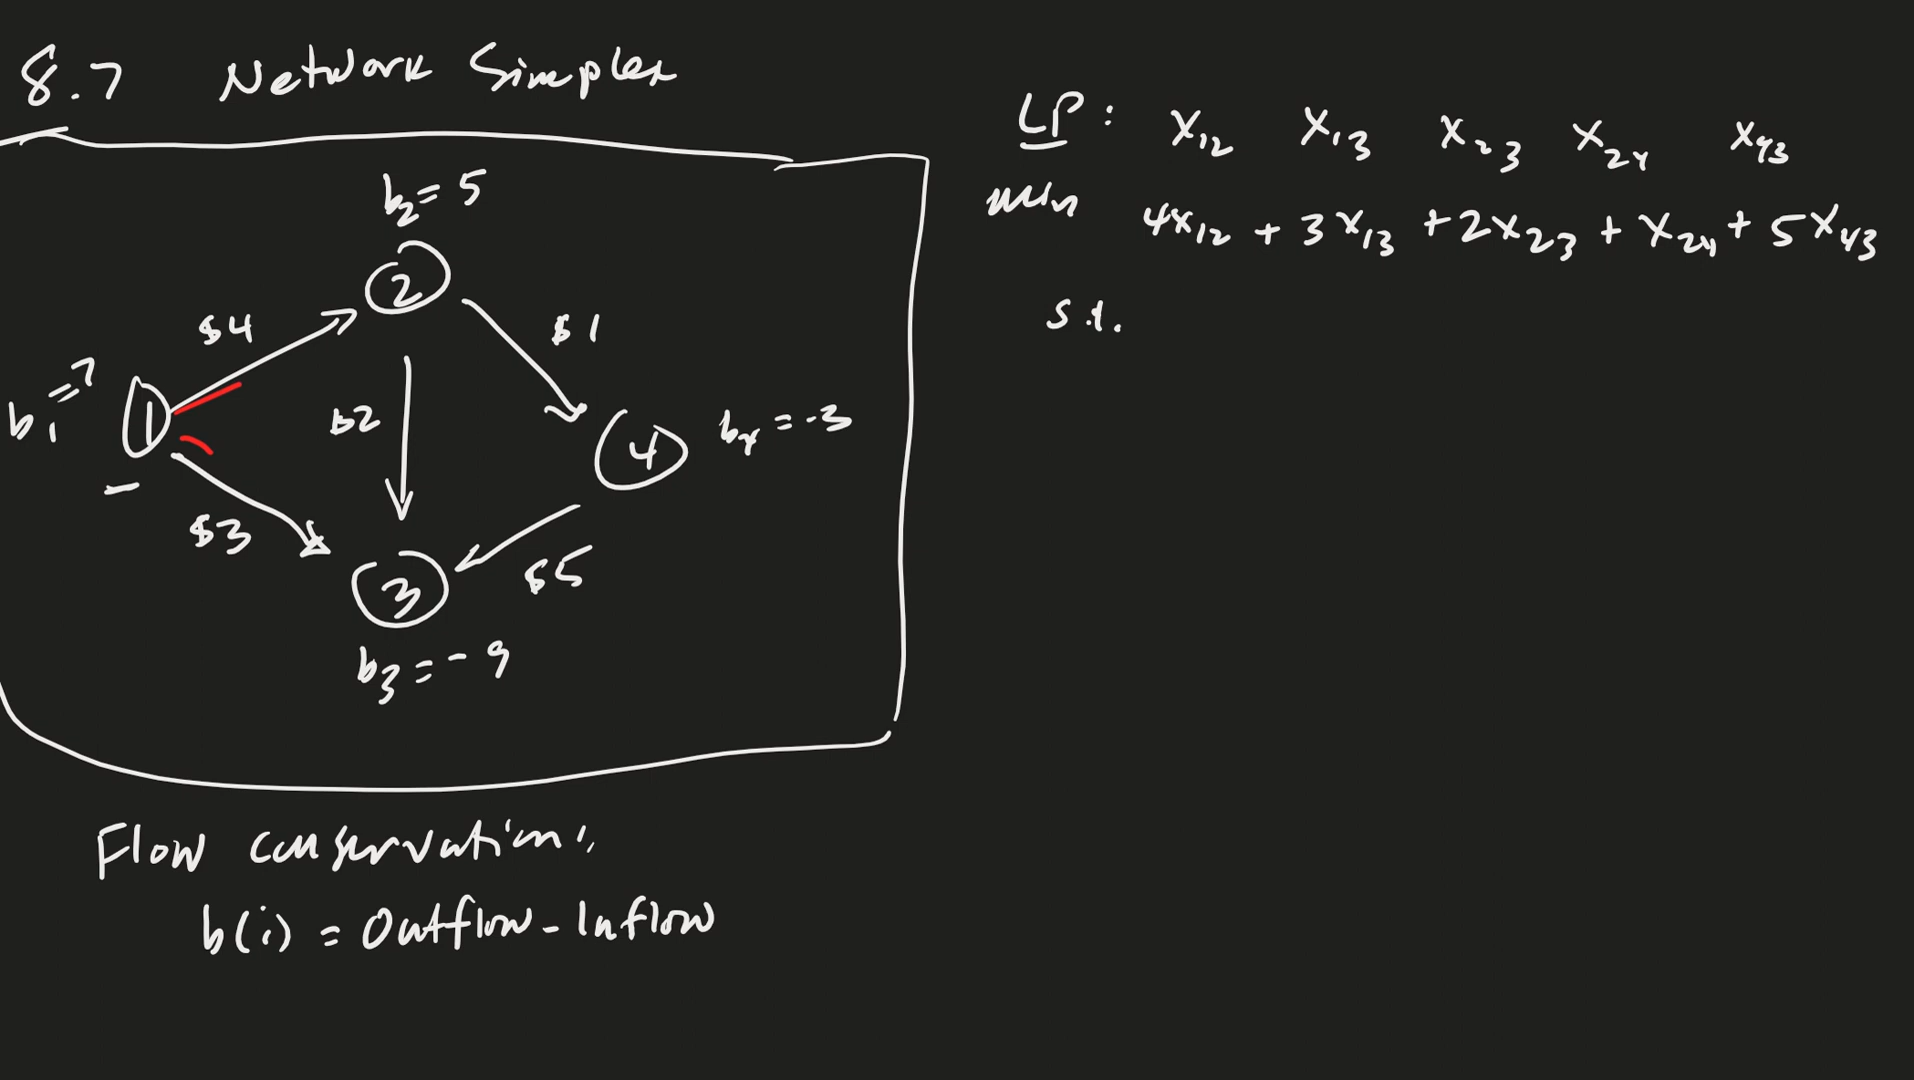 8.7 Network Simplex
b₂ = 5
2
$4
$1
b₁ = 7
1
$2
4
b₄ = -3
$3
$5
3
b₃ = - 9
Flow conservation:
b(i) = Outflow - Inflow
LP: x₁₂ x₁₃ x₂₃ x₂₄ x₄₃
min 4x₁₂ + 3x₁₃ + 2x₂₃ + x₂₄ + 5x₄₃
s.t.